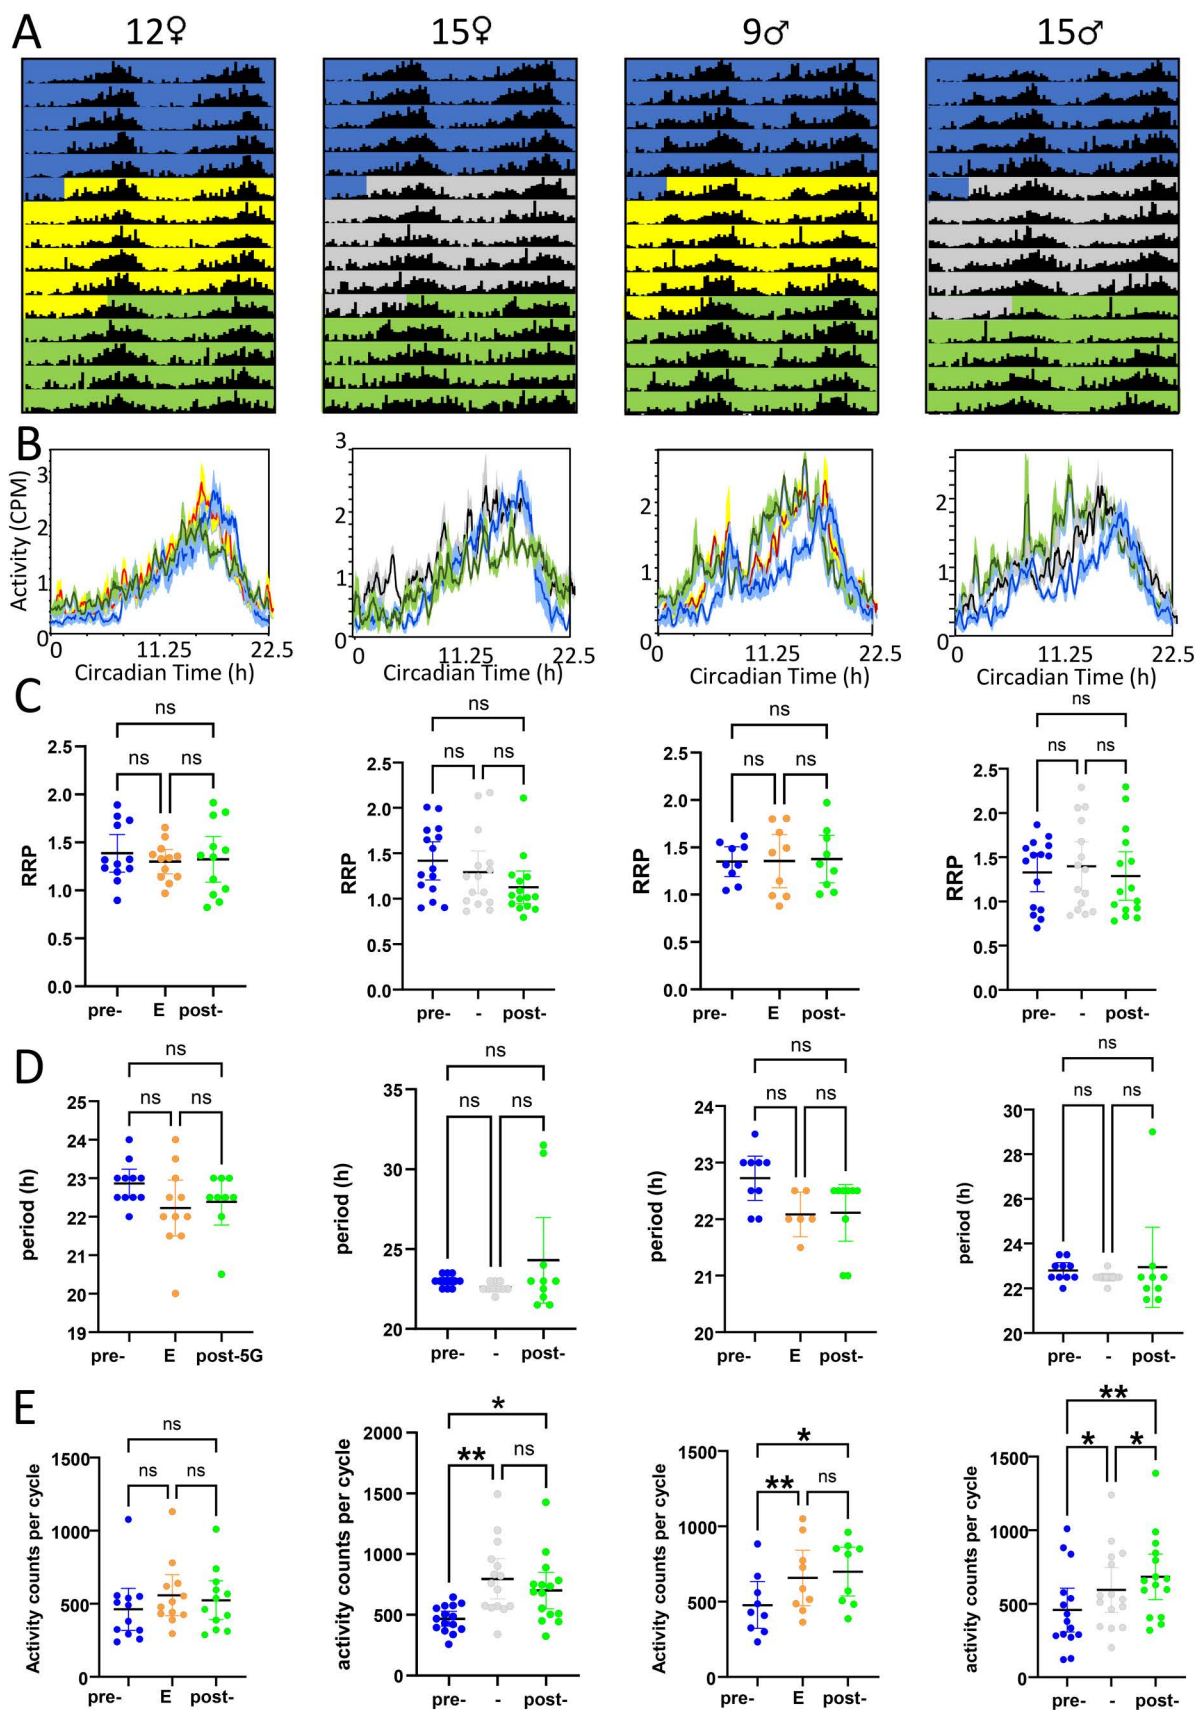 A 12♀ 15♀ 9♂ 15♂
B
Activity (CPM)
3 2 1 0
0 11.25 22.5
Circadian Time (h)
3 2 1 0
0 11.25 22.5
Circadian Time (h)
2 1 0
0 11.25 22.5
Circadian Time (h)
2 1 0
0 11.25 22.5
Circadian Time (h)
C
ns
ns ns
RRP
2.5 2.0 1.5 1.0 0.5 0.0
pre- E post-
ns
ns ns
RRP
2.5 2.0 1.5 1.0 0.5 0.0
pre- - post-
ns
ns ns
RRP
2.5 2.0 1.5 1.0 0.5 0.0
pre- E post-
ns
ns ns
RRP
2.5 2.0 1.5 1.0 0.5 0.0
pre- - post-
D
ns
ns ns
period (h)
25 24 23 22 21 20 19
pre- E post-5G
ns
ns ns
period (h)
35 30 25 20
pre- - post-
ns
ns ns
period (h)
24 23 22 21 20
pre- E post-
ns
ns ns
period (h)
30 28 26 24 22 20
pre- - post-
E
ns
ns ns
Activity counts per cycle
1500 1000 500 0
pre- E post-
*
** ns
activity counts per cycle
2000 1500 1000 500 0
pre- - post-
*
** ns
Activity counts per cycle
1500 1000 500 0
pre- E post-
**
* *
activity counts per cycle
1500 1000 500 0
pre- - post-